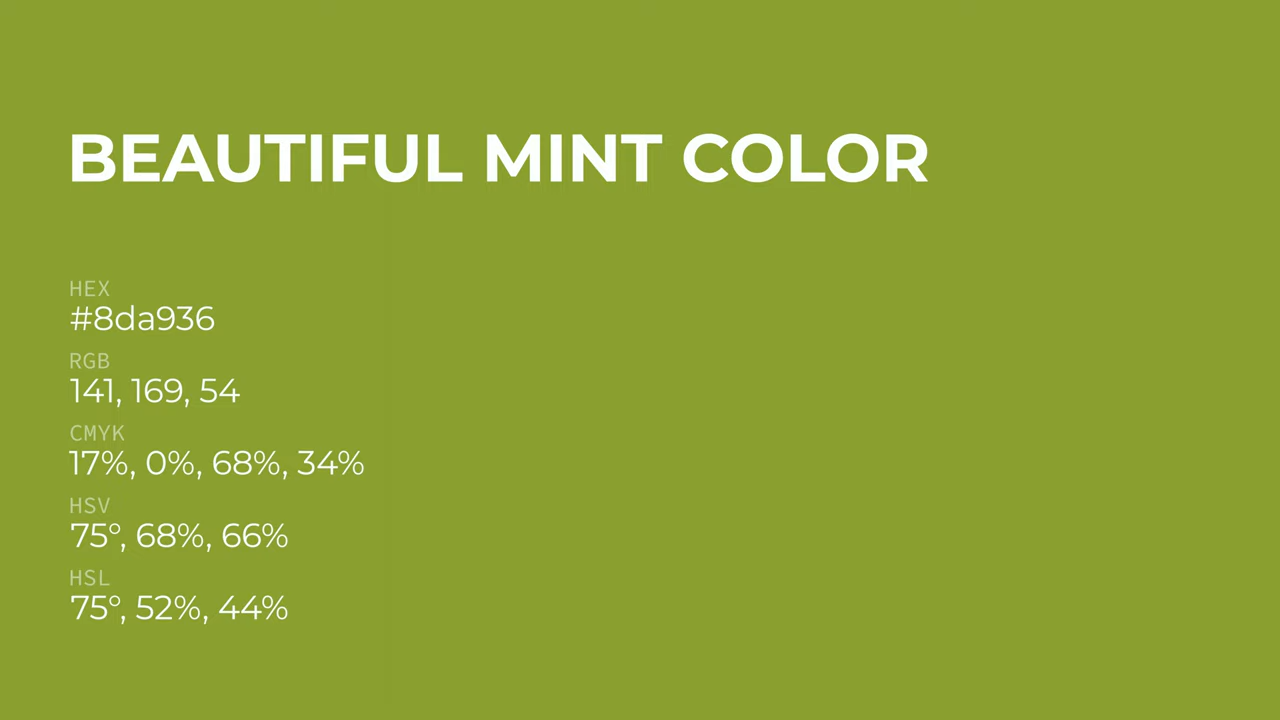 BEAUTIFUL MINT COLOR
HEX
#8da936
RGB
141, 169, 54
CMYK
17%, 0%, 68%, 34%
HSV
75°, 68%, 66%
HSL
75°, 52%, 44%